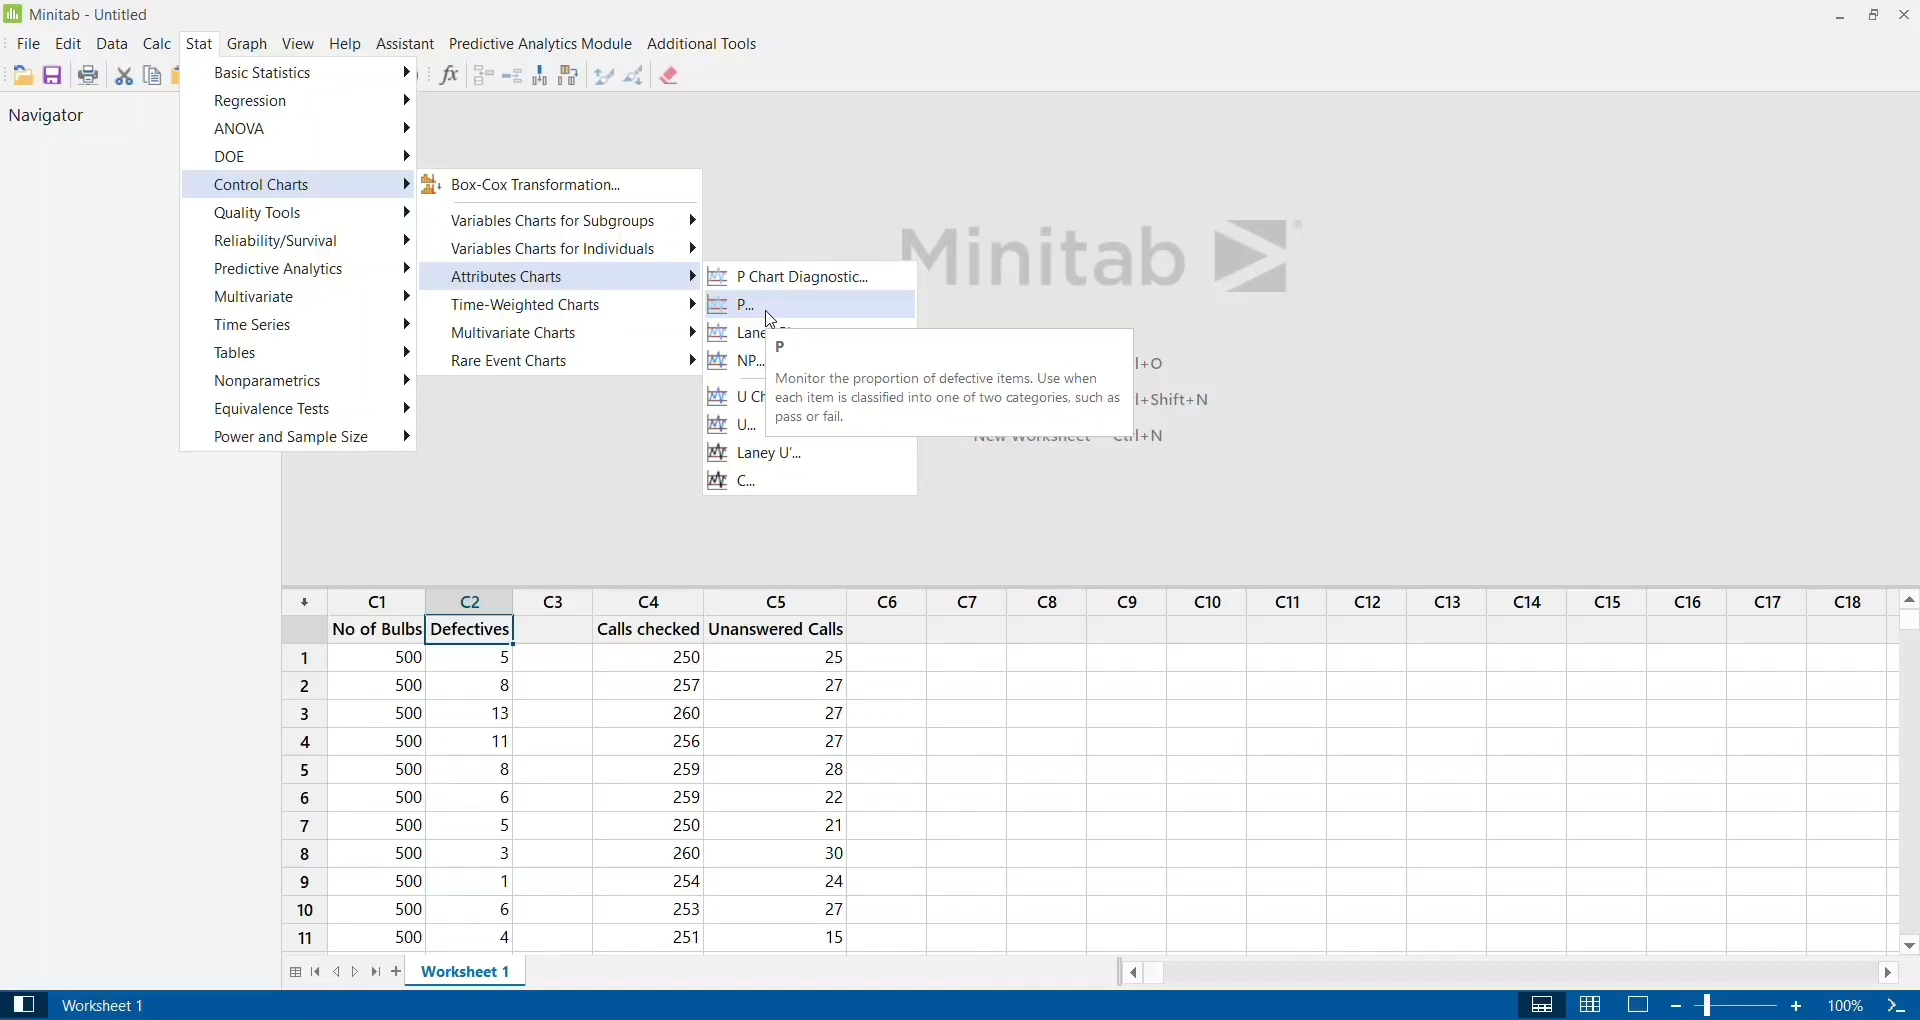 Minitab - Untitled
File Edit Data Calc Stat Graph View Help Assistant Predictive Analytics Module Additional Tools
Navigator
Basic Statistics
Regression
ANOVA
DOE
Control Charts
Quality Tools
Reliability/Survival
Predictive Analytics
Multivariate
Time Series
Tables
Nonparametrics
Equivalence Tests
Power and Sample Size
Box-Cox Transformation...
Variables Charts for Subgroups
Variables Charts for Individuals
Attributes Charts
Time-Weighted Charts
Multivariate Charts
Rare Event Charts
P Chart Diagnostic...
P...
NP...
U...
Laney U'...
C...
P
Monitor the proportion of defective items. Use when
each item is classified into one of two categories, such as
pass or fail.
Minitab ®
l+O
l+Shift+N
New Worksheet Ctrl+N
C1 C2 C3 C4 C5 C6 C7 C8 C9 C10 C11 C12 C13 C14 C15 C16 C17 C18
No of Bulbs Defectives Calls checked Unanswered Calls
1 500 5 250 25
2 500 8 257 27
3 500 13 260 27
4 500 11 256 27
5 500 8 259 28
6 500 6 259 22
7 500 5 250 21
8 500 3 260 30
9 500 1 254 24
10 500 6 253 27
11 500 4 251 15
Worksheet 1
Worksheet 1
100%